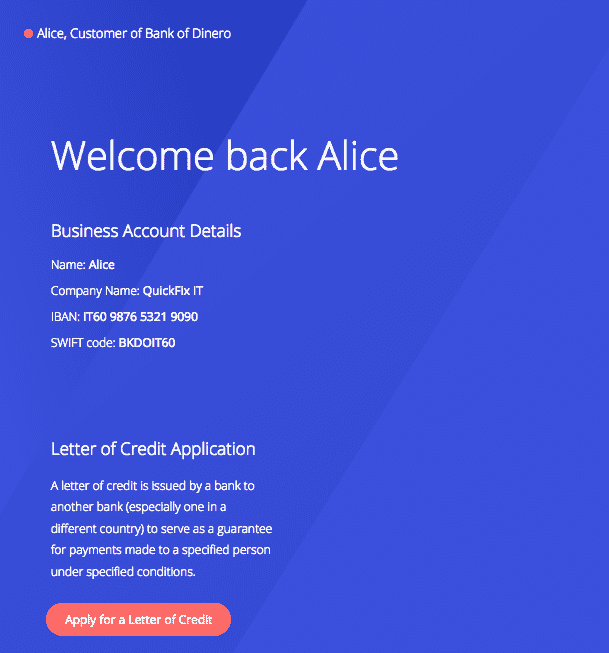 Alice, Customer of Bank of Dinero
Welcome back Alice
Business Account Details
Name: Alice
Company Name: QuickFix IT
IBAN: IT60 9876 5321 9090
SWIFT code: BKDOIT60
Letter of Credit Application
A letter of credit is issued by a bank to
another bank (especially one in a
different country) to serve as a guarantee
for payments made to a specified person
under specified conditions.
Apply for a Letter of Credit